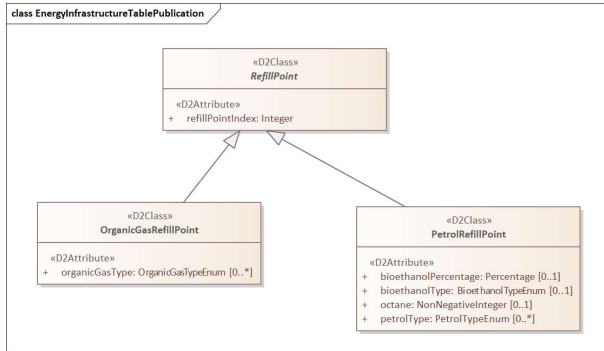 class EnergyInfrastructureTablePublication
«D2Class»
RefillPoint
«D2Attribute»
+ refillPointIndex: Integer
«D2Class»
OrganicGasRefillPoint
«D2Attribute»
+ organicGasType: OrganicGasTypeEnum [0..*]
«D2Class»
PetrolRefillPoint
«D2Attribute»
+ bioethanolPercentage: Percentage [0..1]
+ bioethanolType: BioethanolTypeEnum [0..1]
+ octane: NonNegativeInteger [0..1]
+ petrolType: PetrolTypeEnum [0..*]